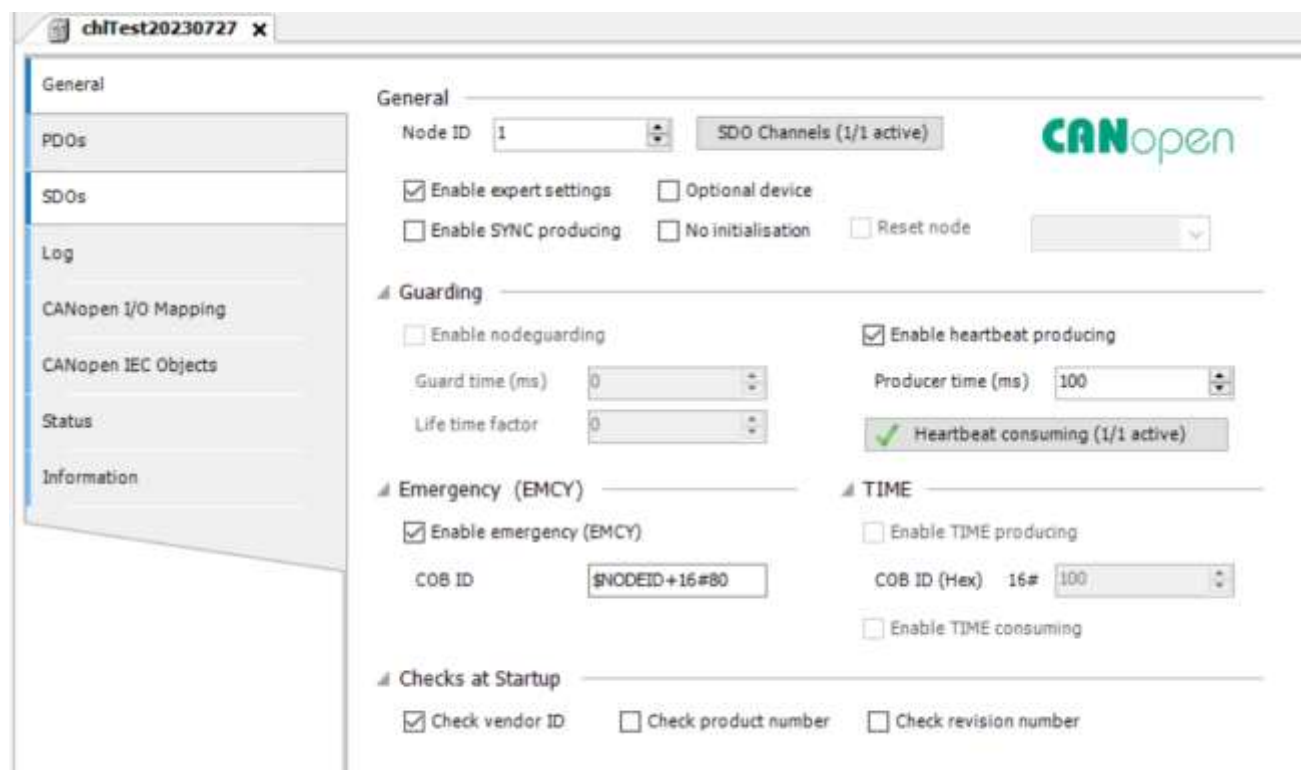 chlTest20230727 x
General
PDOs
SDOs
Log
CANopen I/O Mapping
CANopen IEC Objects
Status
Information
General
Node ID 1 SDO Channels (1/1 active)
CANopen
Enable expert settings Optional device
Enable SYNC producing No initialisation Reset node
Guarding
Enable nodeguarding Enable heartbeat producing
Guard time (ms) 0 Producer time (ms) 100
Life time factor 0 Heartbeat consuming (1/1 active)
Emergency (EMCY) TIME
Enable emergency (EMCY) Enable TIME producing
COB ID $NODEID+16#80 COB ID (Hex) 16# 100
Enable TIME consuming
Checks at Startup
Check vendor ID Check product number Check revision number